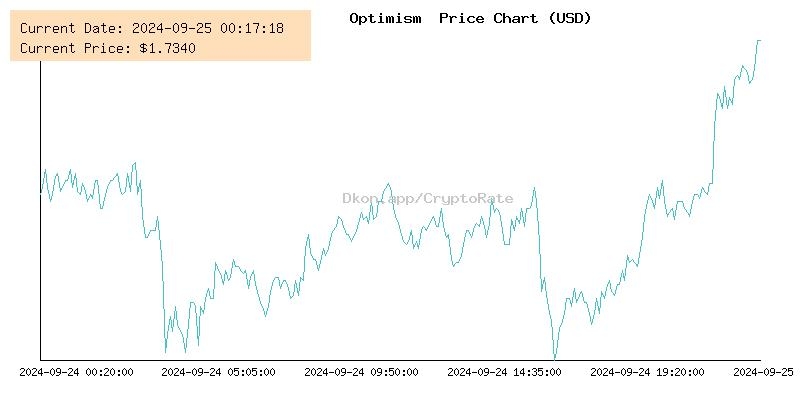 Optimism  Price Chart (USD)
Current Date: 2024-09-25 00:17:18
Current Price: $1.7340
Dkon.app/CryptoRate
2024-09-24 00:20:00 2024-09-24 05:05:00 2024-09-24 09:50:00 2024-09-24 14:35:00 2024-09-24 19:20:00 2024-09-25